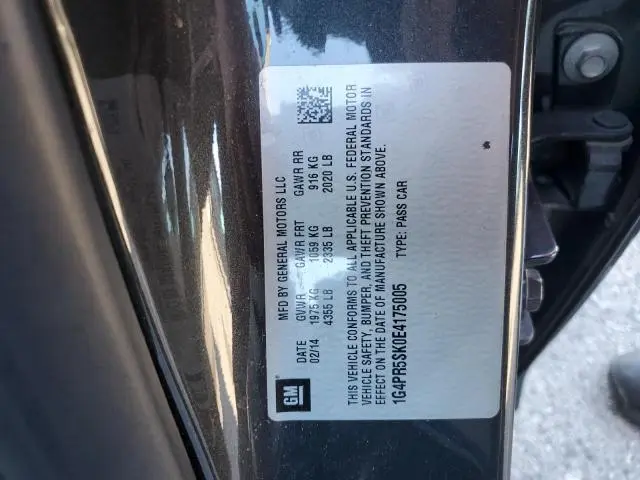 GM
MFD BY GENERAL MOTORS LLC
DATE GVWR GAWR FRT GAWR RR
02/14 1975 KG 1059 KG 916 KG
4355 LB 2335 LB 2020 LB
THIS VEHICLE CONFORMS TO ALL APPLICABLE U.S. FEDERAL MOTOR
VEHICLE SAFETY, BUMPER, AND THEFT PREVENTION STANDARDS IN
EFFECT ON THE DATE OF MANUFACTURE SHOWN ABOVE.
1G4PR5SK0E4175005 TYPE: PASS CAR